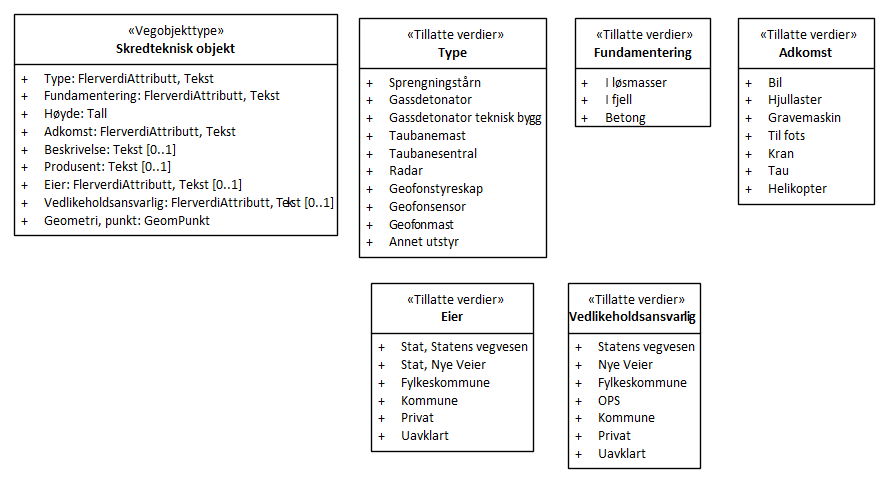 «Vegobjekttype»
Skredteknisk objekt
+ Type: FlerverdiAttributt, Tekst
+ Fundamentering: FlerverdiAttributt, Tekst
+ Høyde: Tall
+ Adkomst: FlerverdiAttributt, Tekst
+ Beskrivelse: Tekst [0..1]
+ Produsent: Tekst [0..1]
+ Eier: FlerverdiAttributt, Tekst [0..1]
+ Vedlikeholdsansvarlig: FlerverdiAttributt, Tekst [0..1]
+ Geometri, punkt: GeomPunkt
«Tillatte verdier»
Type
+ Sprengningstårn
+ Gassdetonator
+ Gassdetonator teknisk bygg
+ Taubanemast
+ Taubanesentral
+ Radar
+ Geofonstyreskap
+ Geofonsensor
+ Geofonmast
+ Annet utstyr
«Tillatte verdier»
Fundamentering
+ I løsmasser
+ I fjell
+ Betong
«Tillatte verdier»
Adkomst
+ Bil
+ Hjullaster
+ Gravemaskin
+ Til fots
+ Kran
+ Tau
+ Helikopter
«Tillatte verdier»
Eier
+ Stat, Statens vegvesen
+ Stat, Nye Veier
+ Fylkeskommune
+ Kommune
+ Privat
+ Uavklart
«Tillatte verdier»
Vedlikeholdsansvarlig
+ Statens vegvesen
+ Nye Veier
+ Fylkeskommune
+ OPS
+ Kommune
+ Privat
+ Uavklart